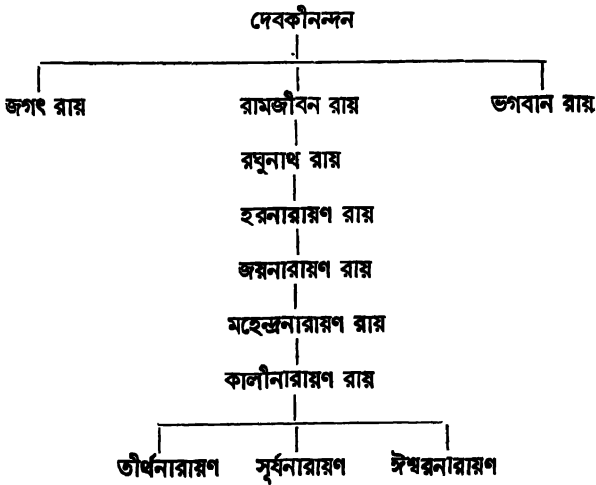 দেবকীনন্দন
জগৎ রায় রামজীবন রায় ভগবান রায়
রঘুনাথ রায়
হরনারায়ণ রায়
জয়নারায়ণ রায়
মহেন্দ্রনারায়ণ রায়
কালীনারায়ণ রায়
তীর্থনারায়ণ সূর্যনারায়ণ ঈশ্বরনারায়ণ